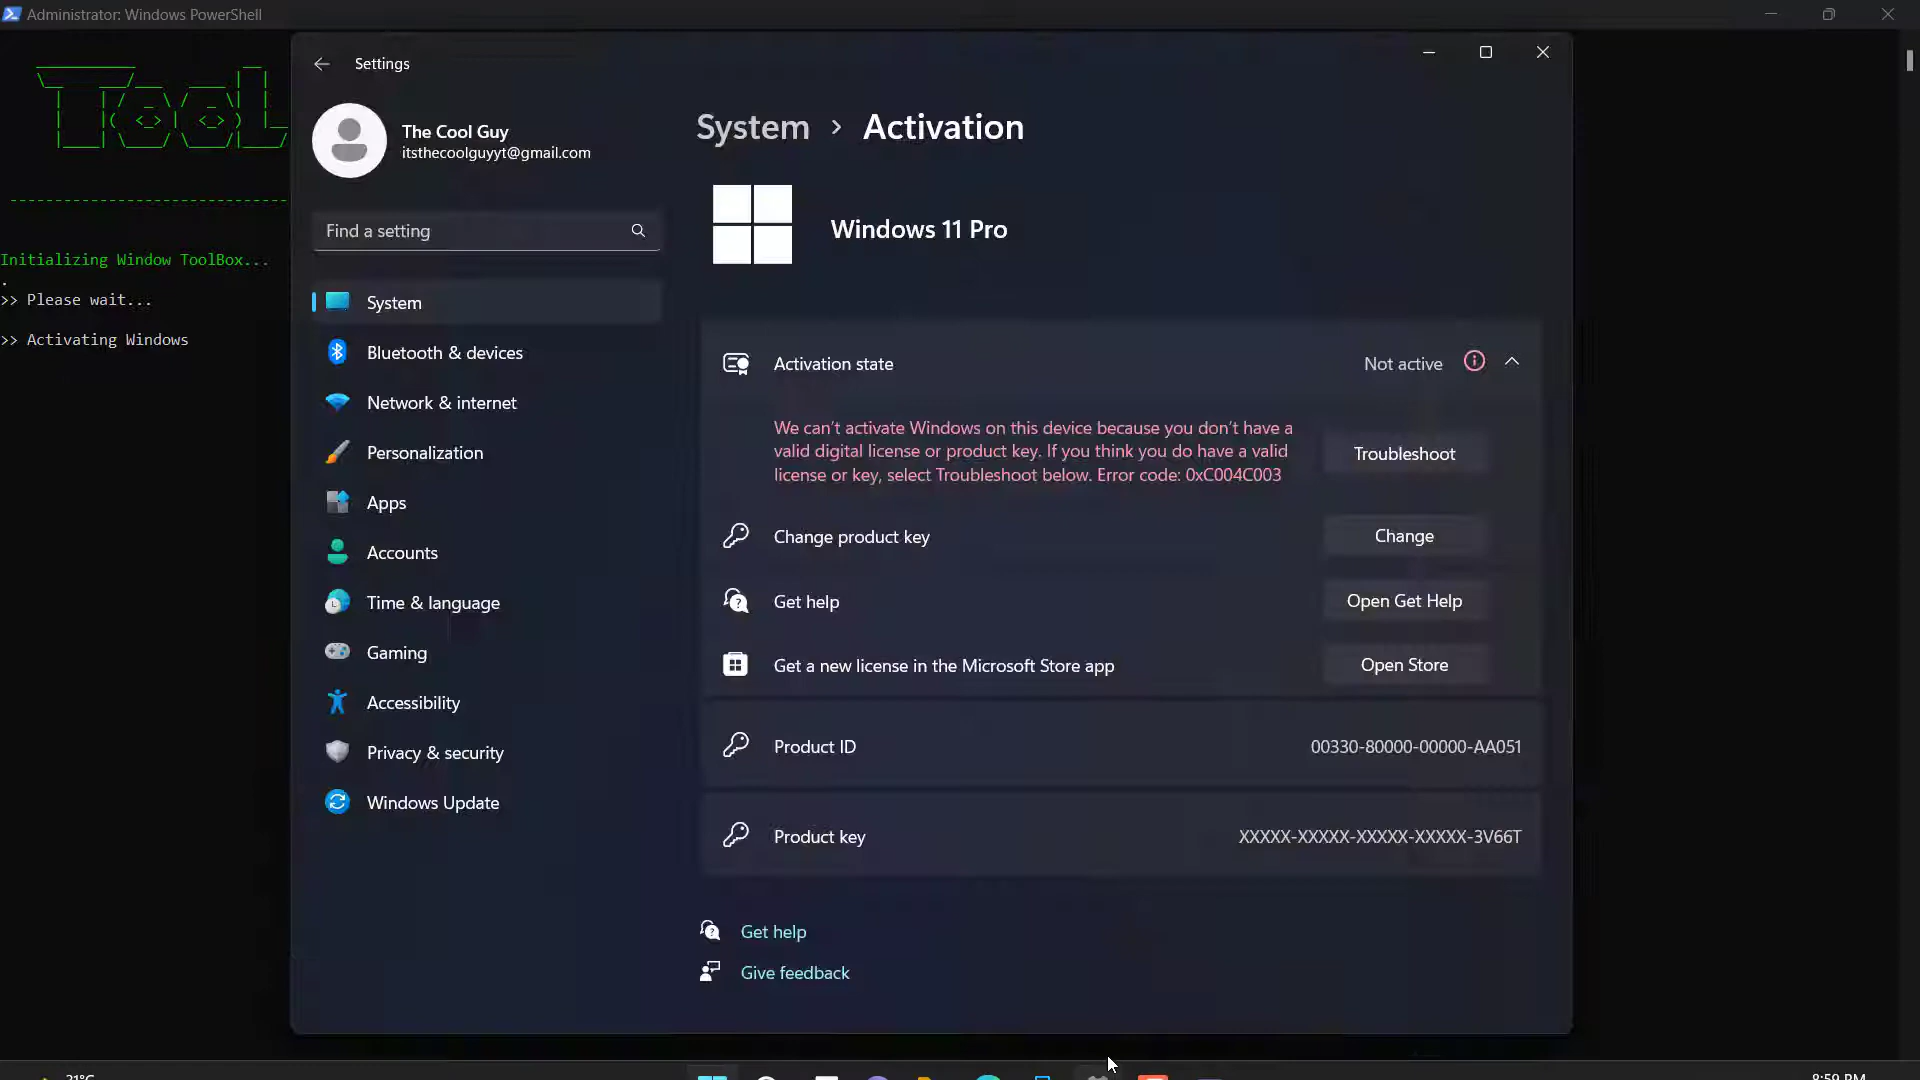 Administrator: Windows PowerShell
Tool
Initializing Window ToolBox...
.
>> Please wait...
>> Activating Windows
Settings
The Cool Guy
itsthecoolguyyt@gmail.com
Find a setting
System
Bluetooth & devices
Network & internet
Personalization
Apps
Accounts
Time & language
Gaming
Accessibility
Privacy & security
Windows Update
System > Activation
Windows 11 Pro
Activation state
Not active
We can't activate Windows on this device because you don't have a
valid digital license or product key. If you think you do have a valid
license or key, select Troubleshoot below. Error code: 0xC004C003
Troubleshoot
Change product key
Change
Get help
Open Get Help
Get a new license in the Microsoft Store app
Open Store
Product ID
00330-80000-00000-AA051
Product key
XXXXX-XXXXX-XXXXX-XXXXX-3V66T
Get help
Give feedback
8:59 PM